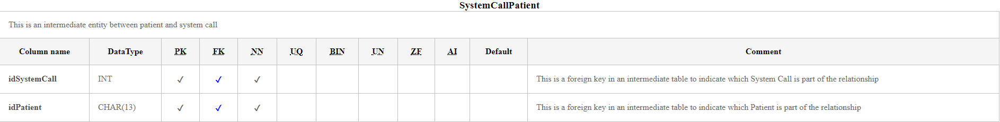 SystemCallPatient
This is an intermediate entity between patient and system call
Column name DataType PK FK NN UQ BIN UN ZF AI Default Comment
idSystemCall INT ✓ ✓ ✓ This is a foreign key in an intermediate table to indicate which System Call is part of the relationship
idPatient CHAR(13) ✓ ✓ ✓ This is a foreign key in an intermediate table to indicate which Patient is part of the relationship